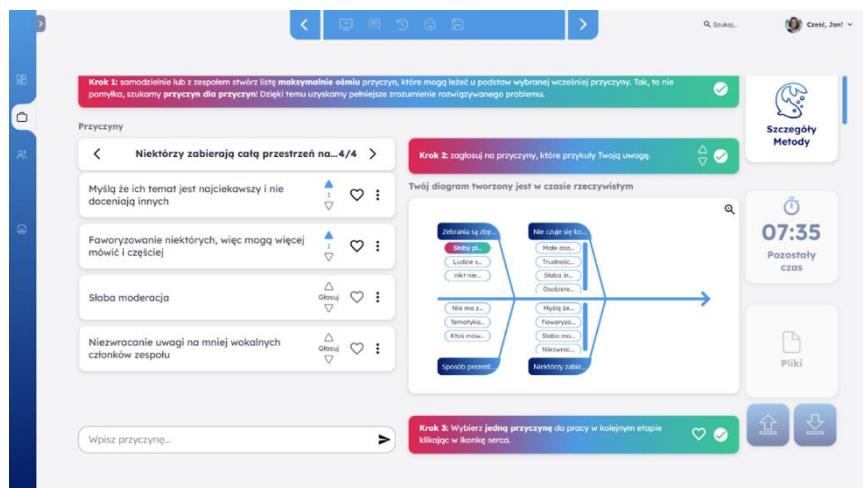 Szukaj...
Cześć, Jan!
Krok 1: samodzielnie lub z zespołem stwórz listę maksymalnie ośmiu przyczyn, które mogą leżeć u podstaw wybranej wcześniej przyczyny. Tak, to nie
pomyłka, szukamy przyczyn dla przyczyn! Dzięki temu uzyskamy pełniejsze zrozumienie rozwiązywanego problemu.
Szczegóły
Metody
Przyczyny
Niektórzy zabierają całą przestrzeń na...4/4
Krok 2: zagłosuj na przyczyny, które przykuły Twoją uwagę.
Myślą że ich temat jest najciekawszy i nie
doceniają innych
1
Faworyzowanie niektórych, więc mogą więcej
mówić i częściej
1
Słaba moderacja
Głosuj
Niezwracanie uwagi na mniej wokalnych
członków zespołu
Głosuj
Wpisz przyczynę...
Twój diagram tworzony jest w czasie rzeczywistym
Zebrania są zby...
Słaby pl...
Ludzie s...
nikt nie...
Nie czuje się ko...
Małe zaa...
Trudnośc...
Słaba in...
Osobiste...
Nie ma z...
Tematyka...
Ktoś mów...
Sposób prezent...
Myślą że...
Faworyzo...
Słaba mo...
Niezwrac...
Niektórzy zabie...
Krok 3: Wybierz jedną przyczynę do pracy w kolejnym etapie
klikając w ikonkę serca.
07:35
Pozostały
czas
Pliki